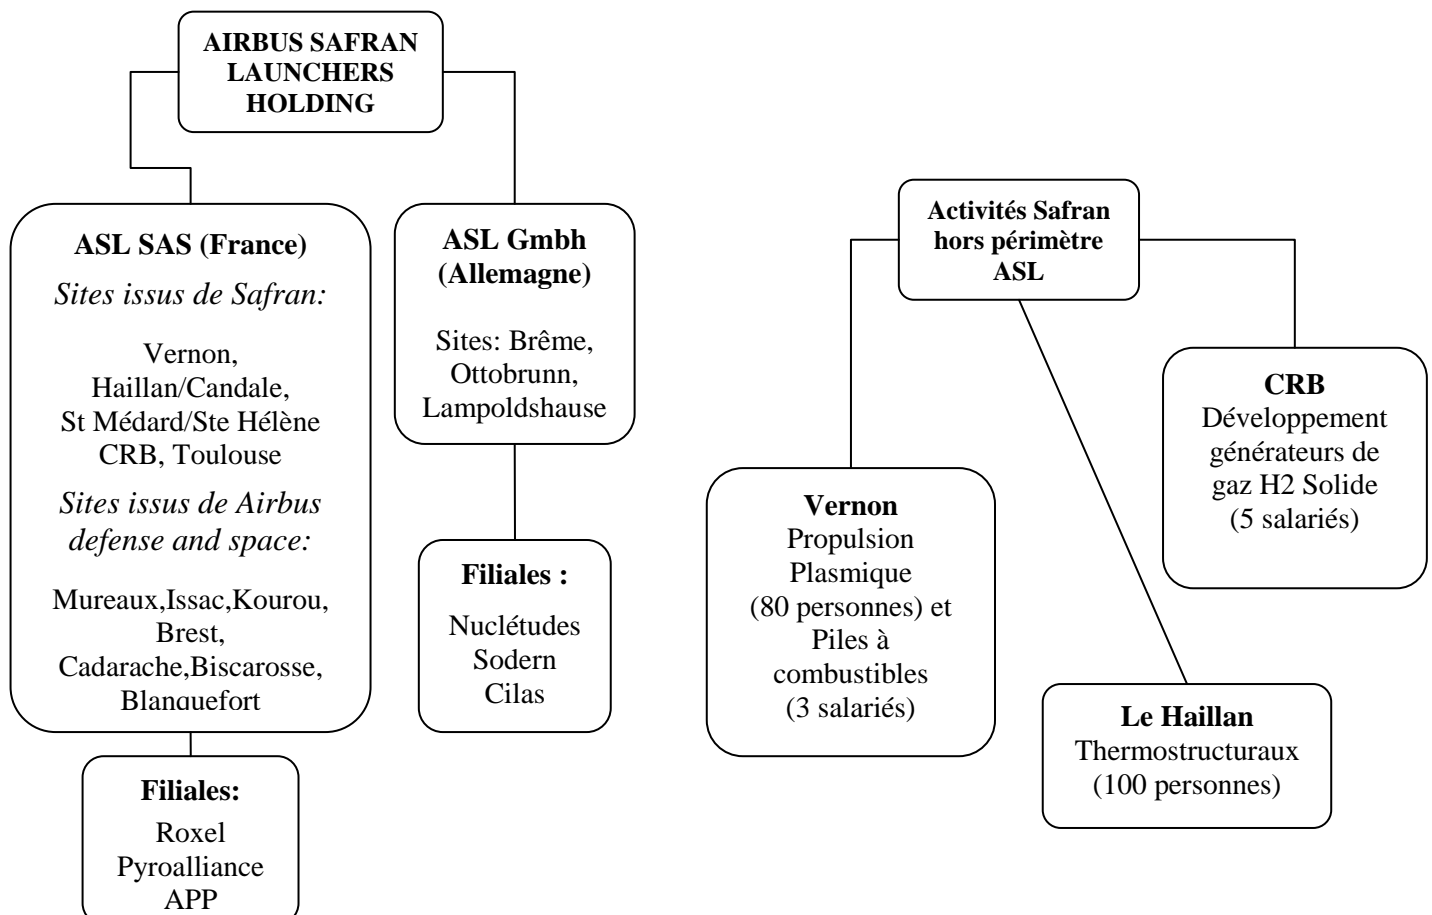 AIRBUS SAFRAN
LAUNCHERS
HOLDING
ASL SAS (France)
Sites issus de Safran:
Vernon,
Haillan/Candale,
St Médard/Ste Hélène
CRB, Toulouse
Sites issus de Airbus
defense and space:
Mureaux,Issac,Kourou,
Brest,
Cadarache,Biscarosse,
Blanquefort
Filiales:
Roxel
Pyroalliance
APP
ASL Gmbh
(Allemagne)
Sites: Brême,
Ottobrunn,
Lampoldshause
Filiales :
Nuclétudes
Sodern
Cilas
Activités Safran
hors périmètre
ASL
Vernon
Propulsion
Plasmique
(80 personnes) et
Piles à
combustibles
(3 salariés)
Le Haillan
Thermostructuraux
(100 personnes)
CRB
Développement
générateurs de
gaz H2 Solide
(5 salariés)